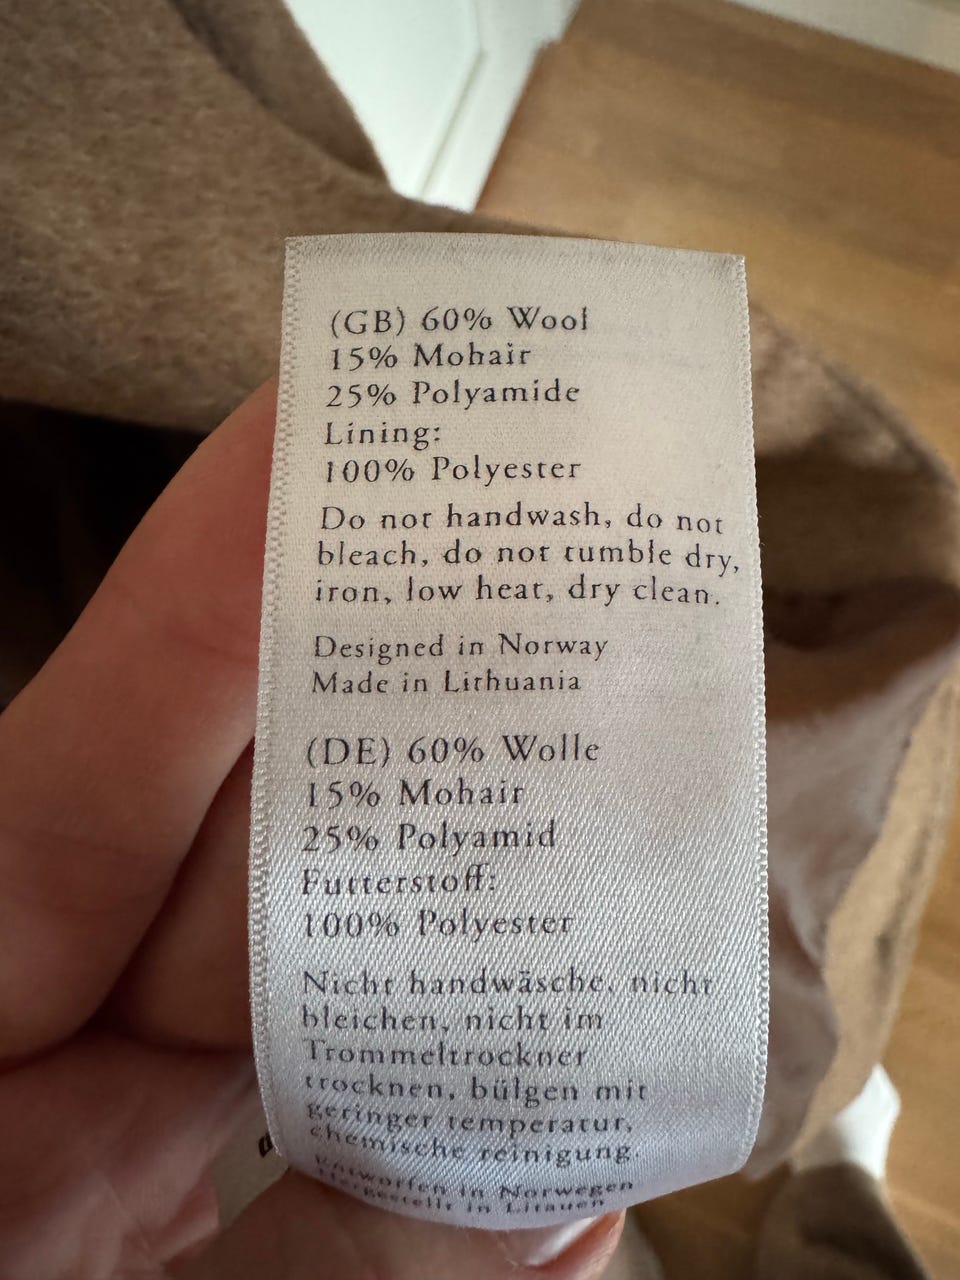 (GB) 60% Wool
15% Mohair
25% Polyamide
Lining:
100% Polyester
Do not handwash, do not
bleach, do not tumble dry,
iron, low heat, dry clean.
Designed in Norway
Made in Lithuania
(DE) 60% Wolle
15% Mohair
25% Polyamid
Futterstoff:
100% Polyester
Nicht handwäsche, nicht
bleichen, nicht im
Trommeltrockner
trocknen, bülgen mit
geringer temperatur,
chemische reinigung.
Entworfen in Norwegen
Hergestellt in Litauen